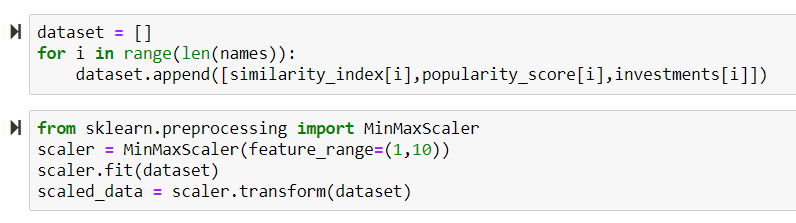 dataset = []
for i in range(len(names)):
    dataset.append([similarity_index[i],popularity_score[i],investments[i]])
from sklearn.preprocessing import MinMaxScaler
scaler = MinMaxScaler(feature_range=(1,10))
scaler.fit(dataset)
scaled_data = scaler.transform(dataset)